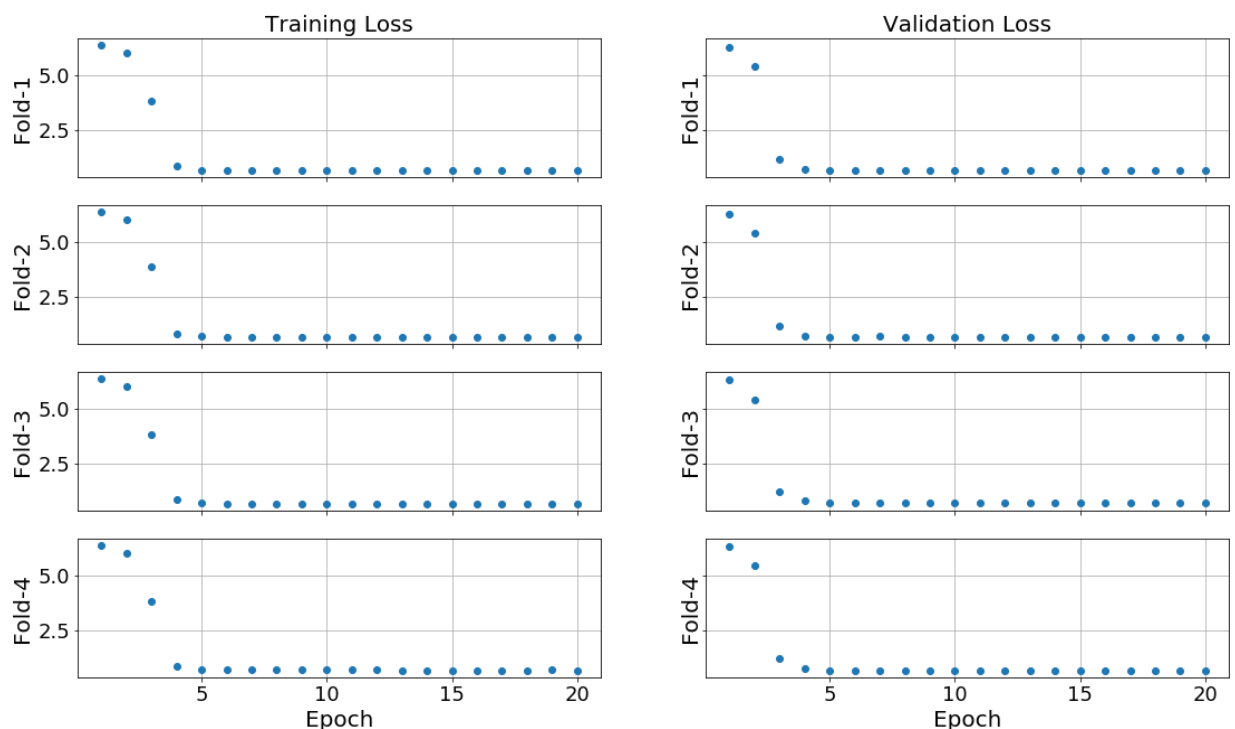 Training Loss
Validation Loss
Fold-1
5.0
2.5
Fold-1
Fold-2
5.0
2.5
Fold-2
Fold-3
5.0
2.5
Fold-3
Fold-4
5.0
2.5
Fold-4
5 10 15 20
5 10 15 20
Epoch
Epoch